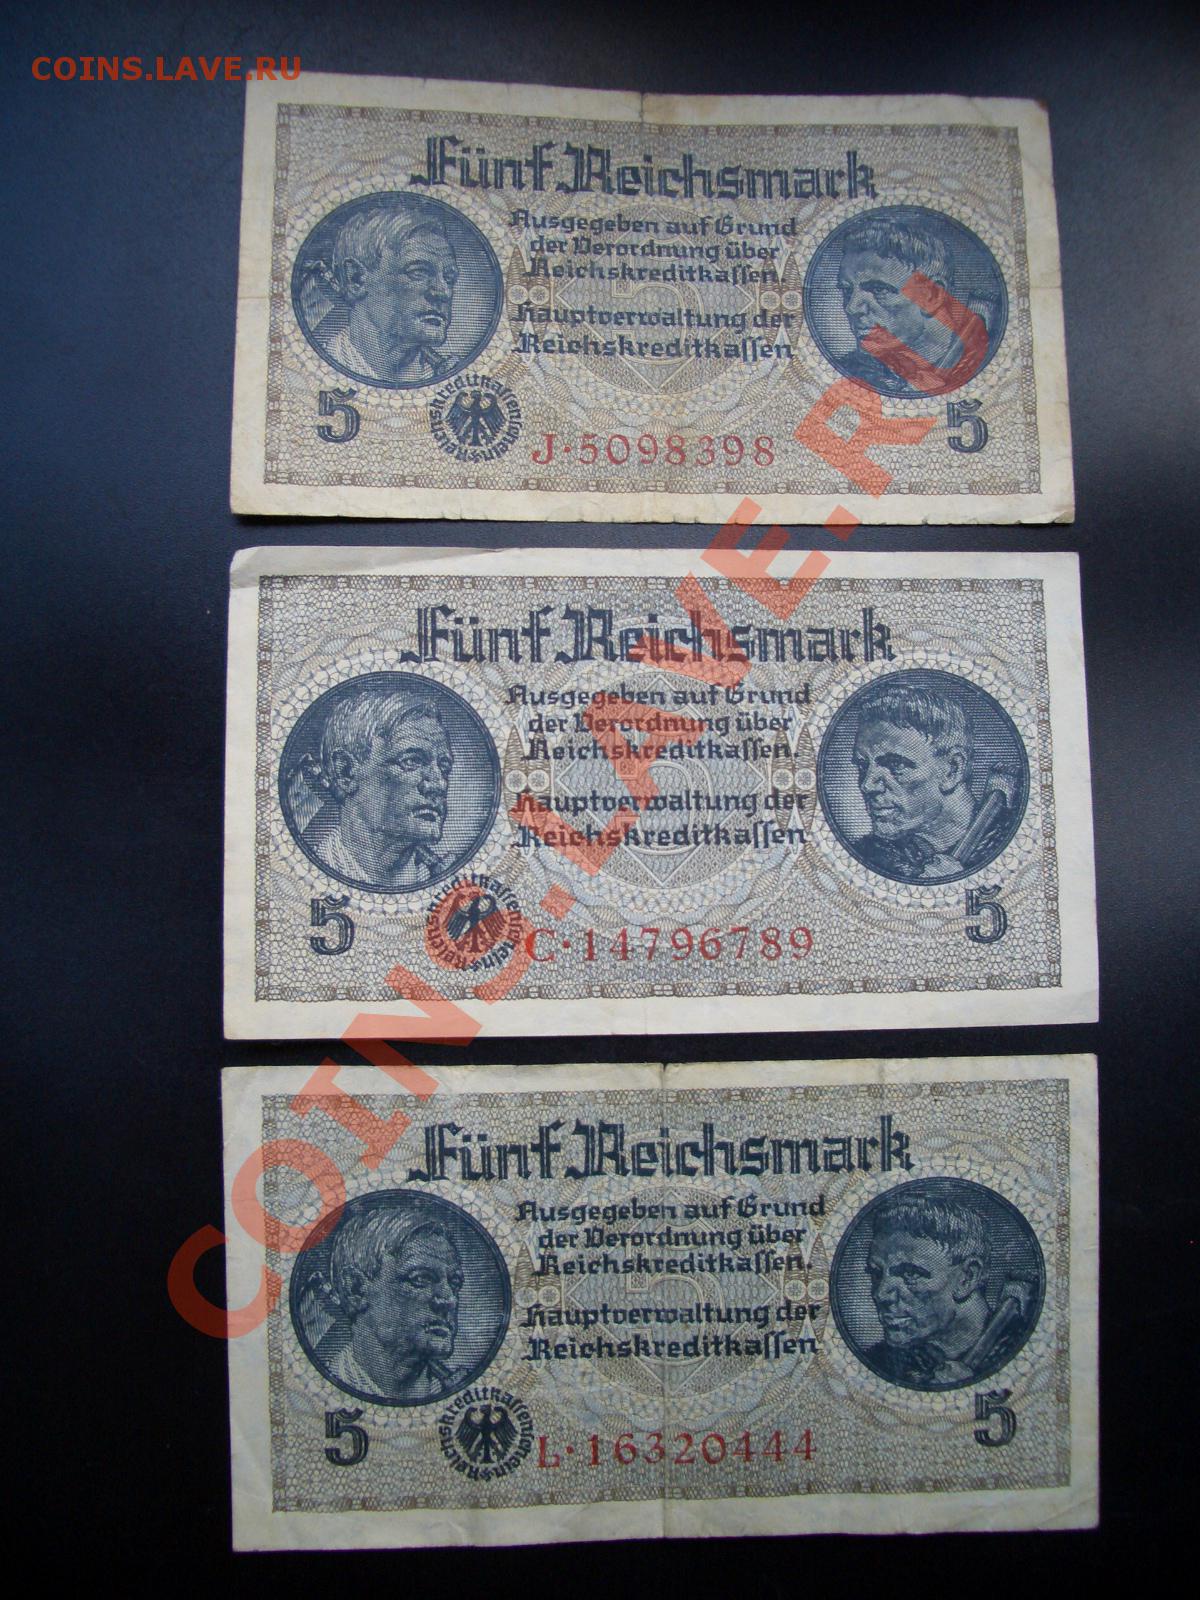 COINS.LAVE.RU
Fünf Reichsmark
Ausgegeben auf Grund
der Verordnung über
Reichskreditkaſſen.
Hauptverwaltung der
Reichskreditkaſſen
5
5
Reichskreditkaſſenſchein
J·5098398
Fünf Reichsmark
Ausgegeben auf Grund
der Verordnung über
Reichskreditkaſſen.
Hauptverwaltung der
Reichskreditkaſſen
5
5
Reichskreditkaſſenſchein
C·14796789
Fünf Reichsmark
Ausgegeben auf Grund
der Verordnung über
Reichskreditkaſſen.
Hauptverwaltung der
Reichskreditkaſſen
5
5
Reichskreditkaſſenſchein
L·16320444
COINS.LAVE.RU